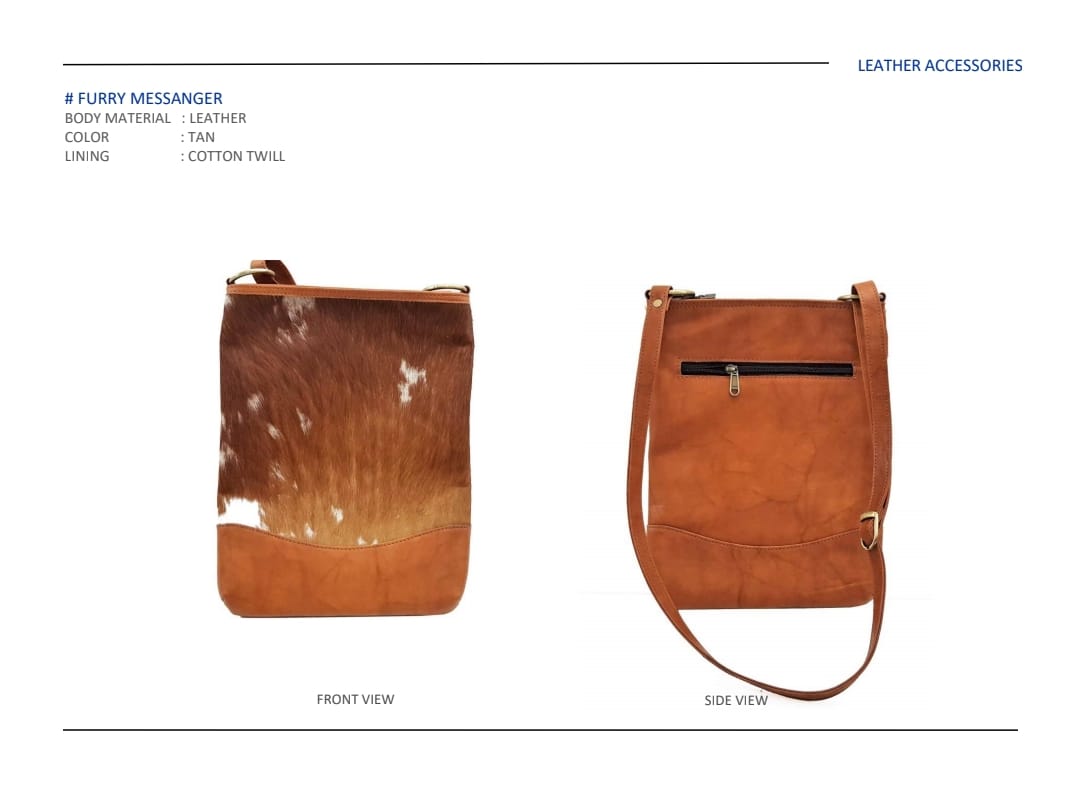 LEATHER ACCESSORIES
# FURRY MESSANGER
BODY MATERIAL : LEATHER
COLOR : TAN
LINING : COTTON TWILL
FRONT VIEW
SIDE VIEW